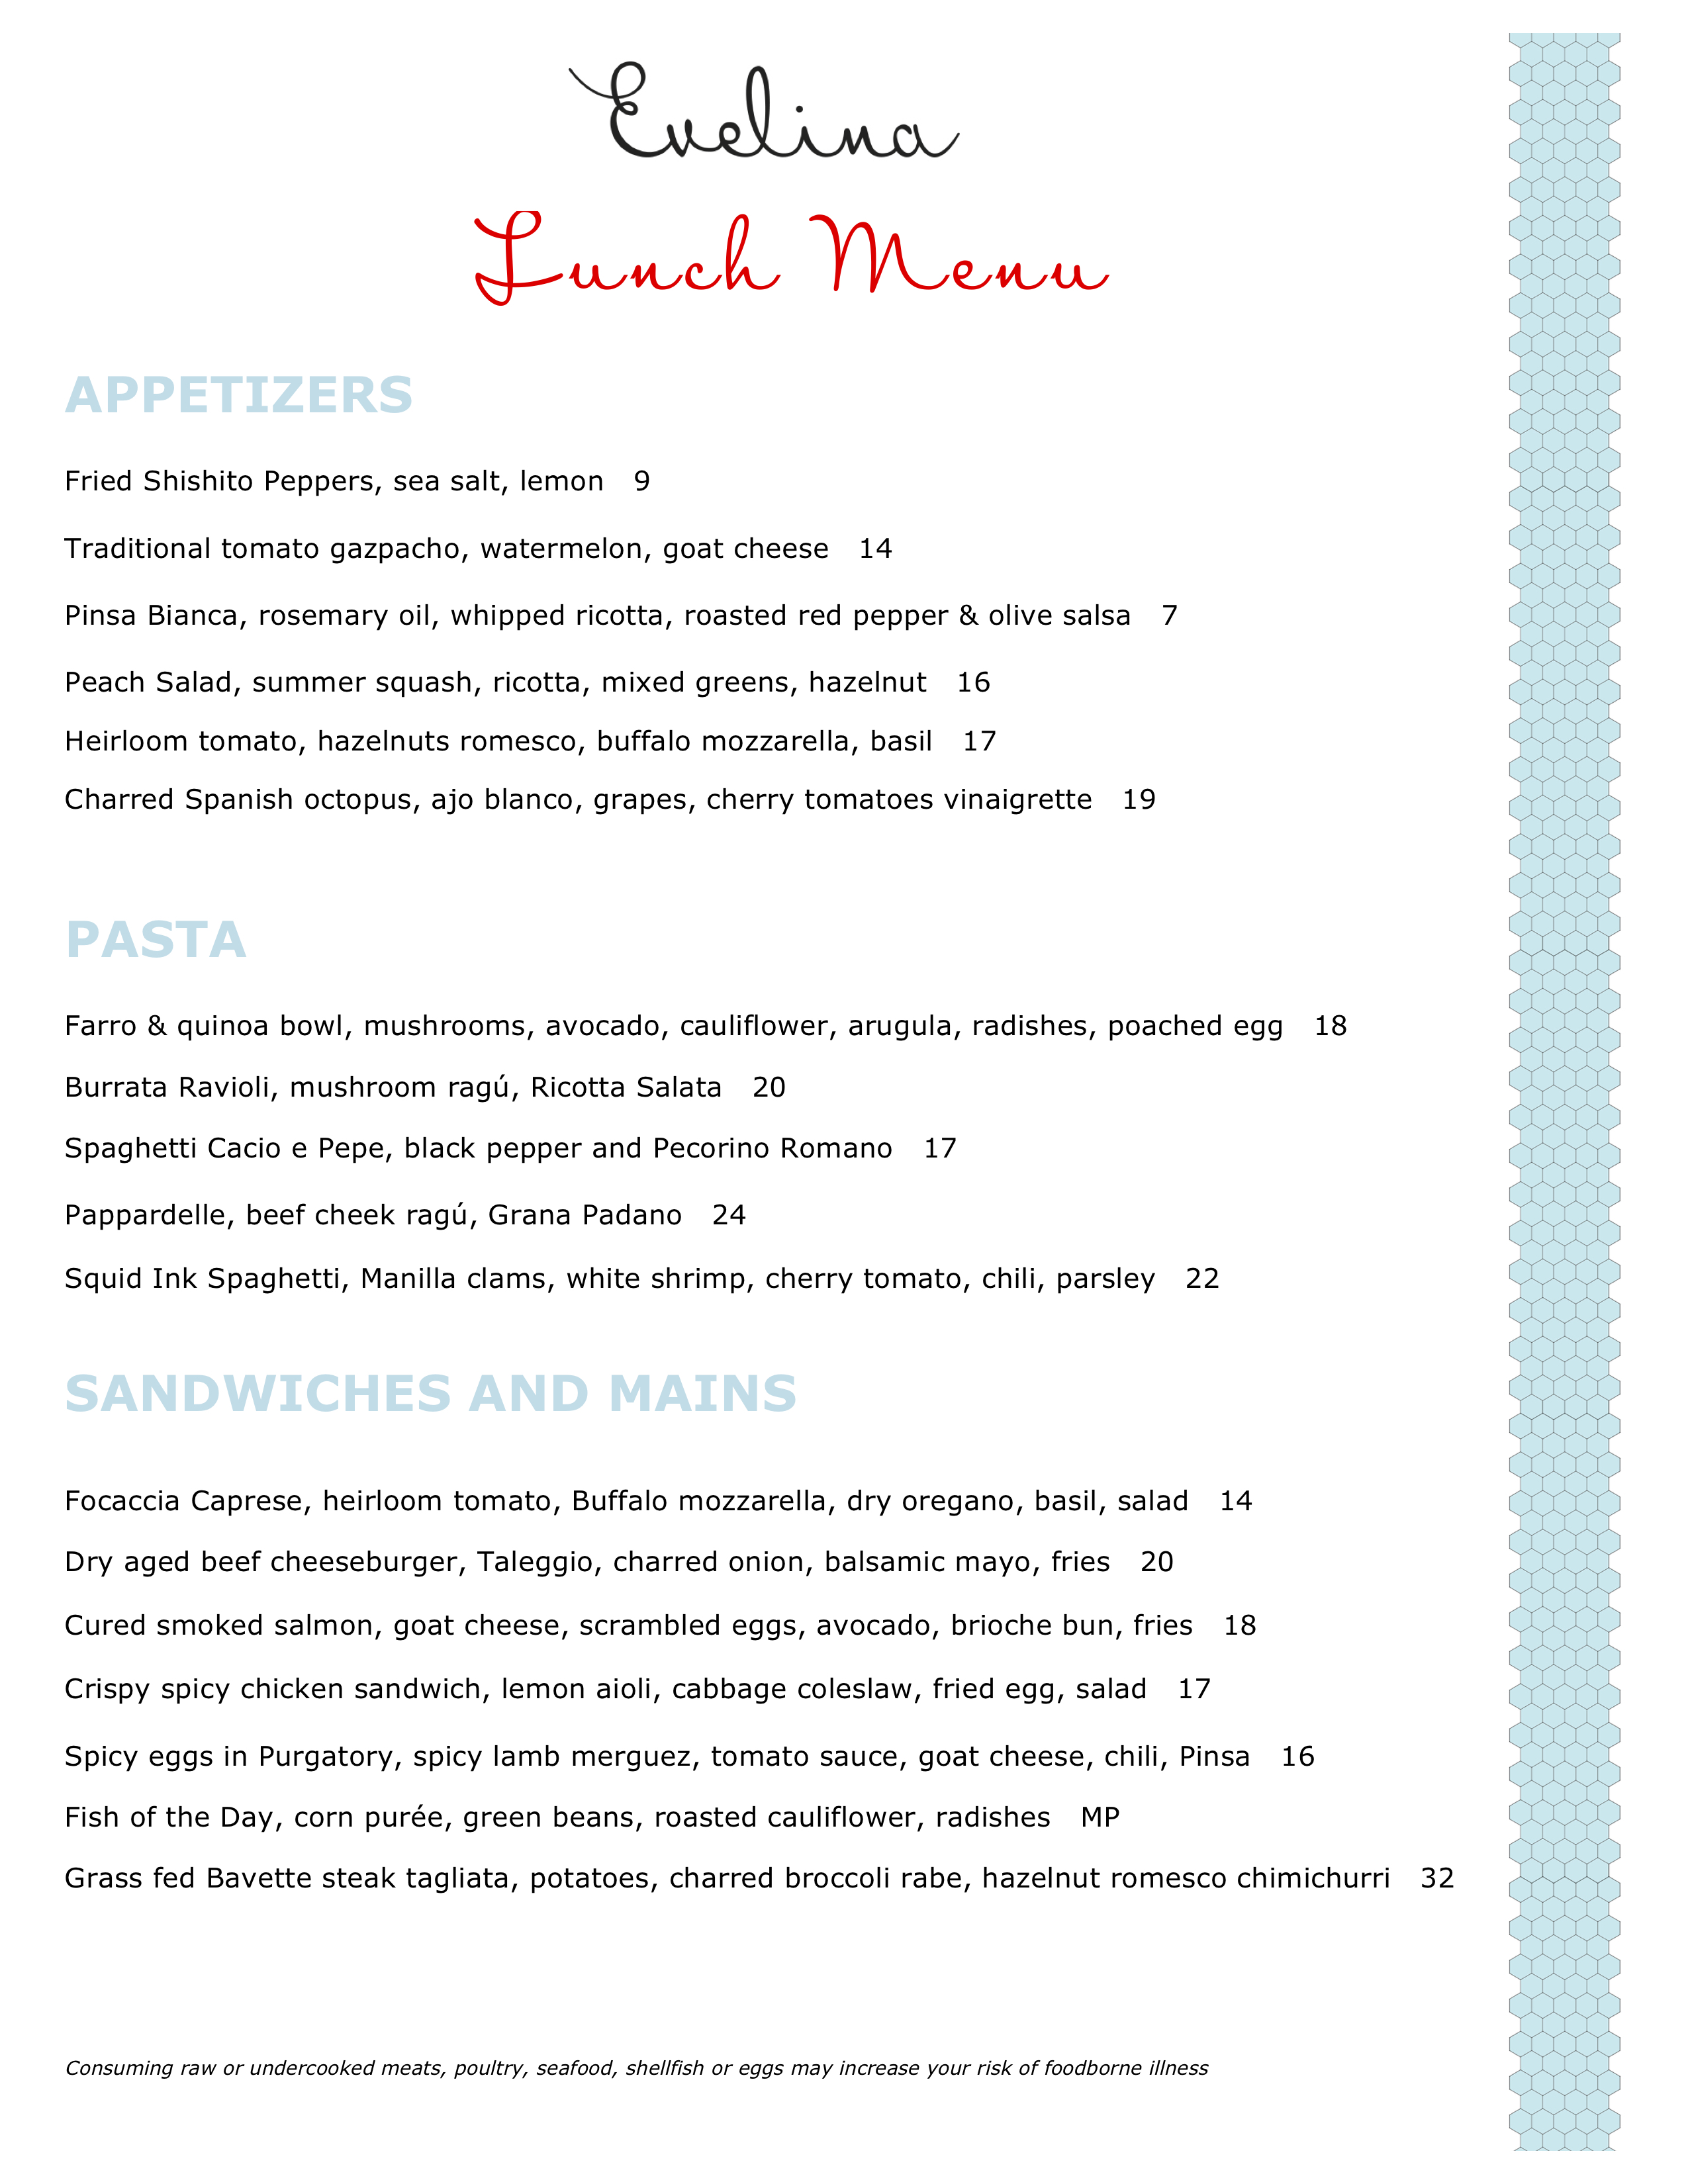 Evelina
Lunch Menu
APPETIZERS
Fried Shishito Peppers, sea salt, lemon 9
Traditional tomato gazpacho, watermelon, goat cheese 14
Pinsa Bianca, rosemary oil, whipped ricotta, roasted red pepper & olive salsa 7
Peach Salad, summer squash, ricotta, mixed greens, hazelnut 16
Heirloom tomato, hazelnuts romesco, buffalo mozzarella, basil 17
Charred Spanish octopus, ajo blanco, grapes, cherry tomatoes vinaigrette 19
PASTA
Farro & quinoa bowl, mushrooms, avocado, cauliflower, arugula, radishes, poached egg 18
Burrata Ravioli, mushroom ragú, Ricotta Salata 20
Spaghetti Cacio e Pepe, black pepper and Pecorino Romano 17
Pappardelle, beef cheek ragú, Grana Padano 24
Squid Ink Spaghetti, Manilla clams, white shrimp, cherry tomato, chili, parsley 22
SANDWICHES AND MAINS
Focaccia Caprese, heirloom tomato, Buffalo mozzarella, dry oregano, basil, salad 14
Dry aged beef cheeseburger, Taleggio, charred onion, balsamic mayo, fries 20
Cured smoked salmon, goat cheese, scrambled eggs, avocado, brioche bun, fries 18
Crispy spicy chicken sandwich, lemon aioli, cabbage coleslaw, fried egg, salad 17
Spicy eggs in Purgatory, spicy lamb merguez, tomato sauce, goat cheese, chili, Pinsa 16
Fish of the Day, corn purée, green beans, roasted cauliflower, radishes MP
Grass fed Bavette steak tagliata, potatoes, charred broccoli rabe, hazelnut romesco chimichurri 32
Consuming raw or undercooked meats, poultry, seafood, shellfish or eggs may increase your risk of foodborne illness